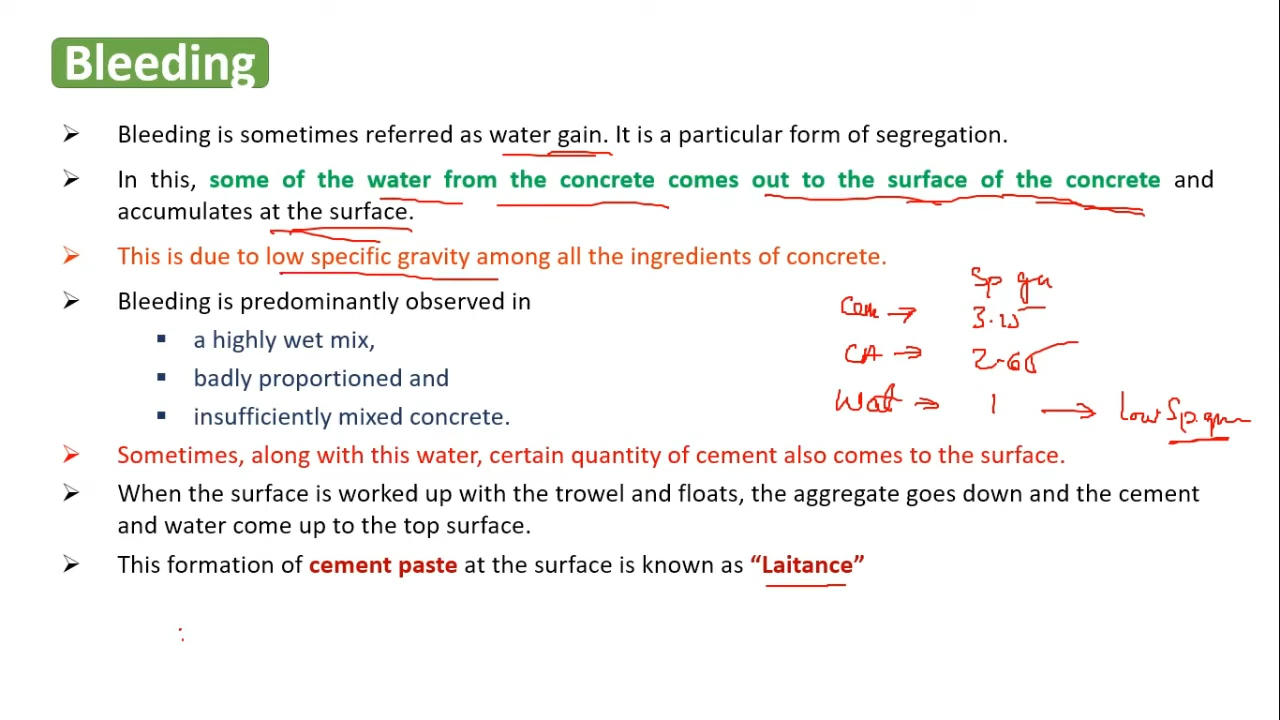 Bleeding
➢ Bleeding is sometimes referred as water gain. It is a particular form of segregation.
➢ In this, some of the water from the concrete comes out to the surface of the concrete and
accumulates at the surface.
➢ This is due to low specific gravity among all the ingredients of concrete.
➢ Bleeding is predominantly observed in
▪ a highly wet mix,
▪ badly proportioned and
▪ insufficiently mixed concrete.
Sp gr
Cem → 3.15
CA → 2.65
Wat → 1 → low Sp. gr
➢ Sometimes, along with this water, certain quantity of cement also comes to the surface.
➢ When the surface is worked up with the trowel and floats, the aggregate goes down and the cement
and water come up to the top surface.
➢ This formation of cement paste at the surface is known as “Laitance”